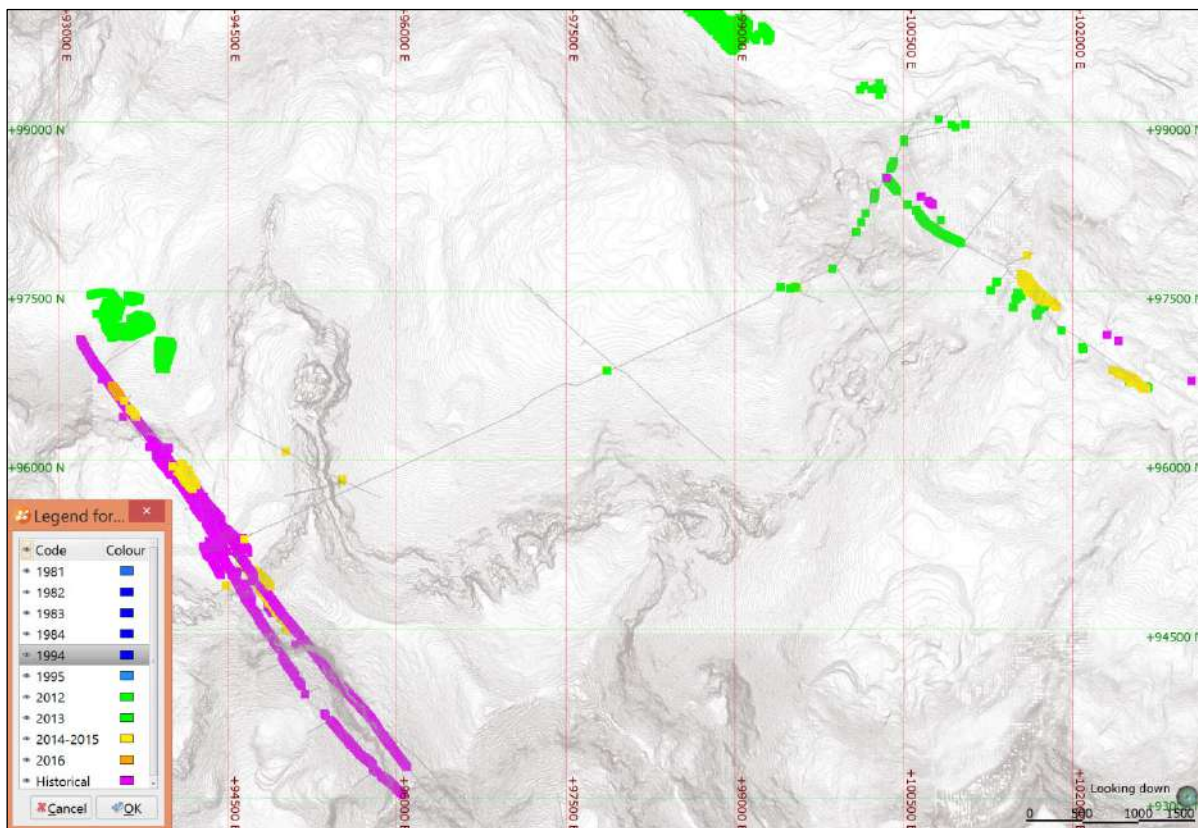 93000 E
94500 E
96000 E
97500 E
99000 E
100500 E
102000 E
+99000 N
+99000 N
+97500 N
+97500 N
+96000 N
+96000 N
+94500 N
Legend for...
Code Colour
1981
1982
1983
1984
1994
1995
2012
2013
2014-2015
2016
Historical
Cancel OK
+94500
+96000
+97500
+99000
+100500
+102000
Looking down
0 500 1000 1500